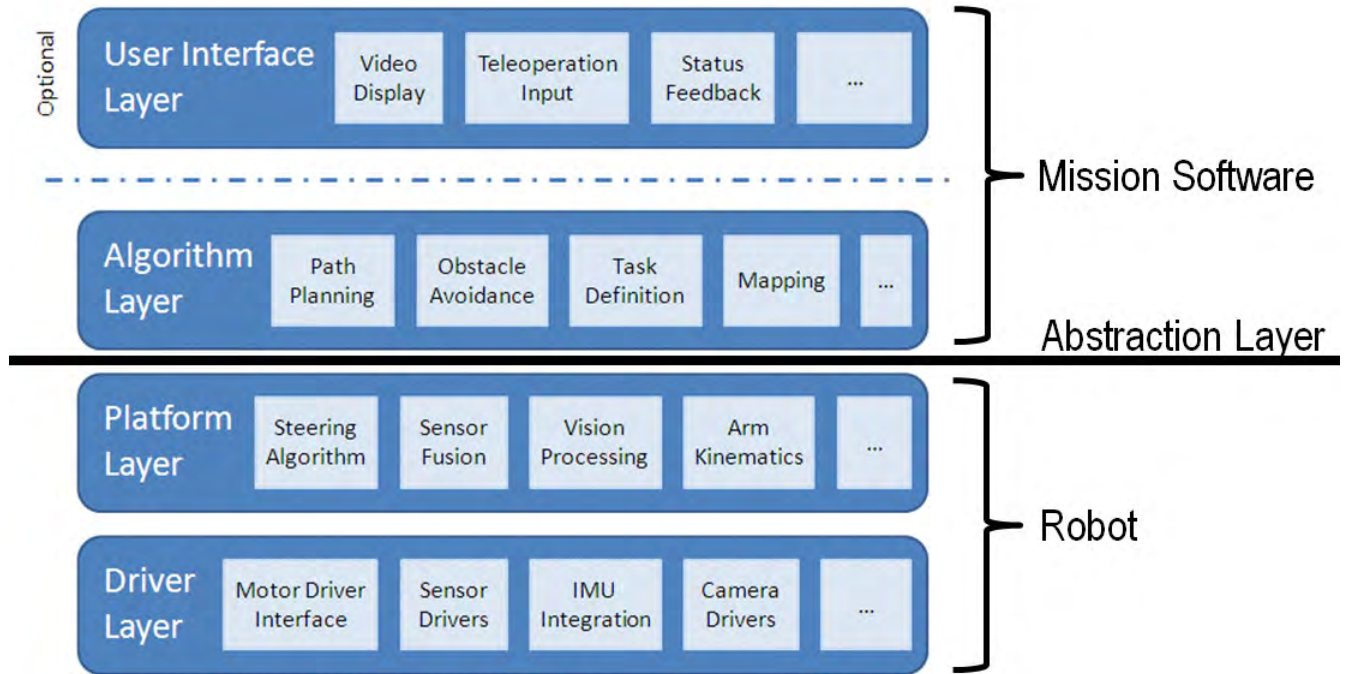 Optional
User Interface
Layer
Video
Display
Teleoperation
Input
Status
Feedback
...
Mission Software
Algorithm
Layer
Path
Planning
Obstacle
Avoidance
Task
Definition
Mapping
...
Abstraction Layer
Platform
Layer
Steering
Algorithm
Sensor
Fusion
Vision
Processing
Arm
Kinematics
...
Robot
Driver
Layer
Motor Driver
Interface
Sensor
Drivers
IMU
Integration
Camera
Drivers
...